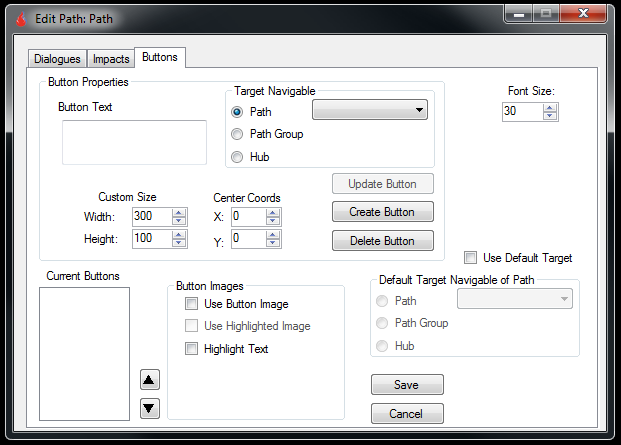 Edit Path: Path
Dialogues Impacts Buttons
Button Properties
Button Text
Target Navigable
Path
Path Group
Hub
Font Size:
30
Custom Size
Width: 300
Height: 100
Center Coords
X: 0
Y: 0
Update Button
Create Button
Delete Button
Use Default Target
Current Buttons
Button Images
Use Button Image
Use Highlighted Image
Highlight Text
Default Target Navigable of Path
Path
Path Group
Hub
Save
Cancel